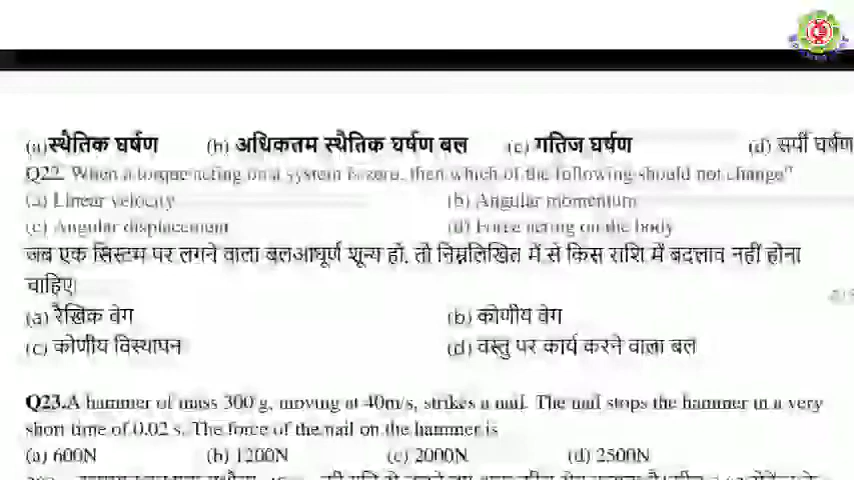 (a)स्थैतिक घर्षण (b) अधिकतम स्थैतिक घर्षण बल (c) गतिज घर्षण (d) सर्पी घर्षण
Q22. When a torque acting on a system is zero, then which of the following should not change"
(a) Linear velocity (b) Angular momentum
(c) Angular displacement (d) Force acting on the body
जब एक सिस्टम पर लगने वाला बलआघूर्ण शून्य हो, तो निम्नलिखित में से किस राशि में बदलाव नहीं होना
चाहिए
(a) रैखिक वेग (b) कोणीय वेग
(c) कोणीय विस्थापन (d) वस्तु पर कार्य करने वाला बल
Q23.A hammer of mass 300 g, moving at 40m/s, strikes a nail. The nail stops the hammer in a very
short time of 0.02 s. The force of the nail on the hammer is
(a) 600N (b) 1200N (c) 2000N (d) 2500N